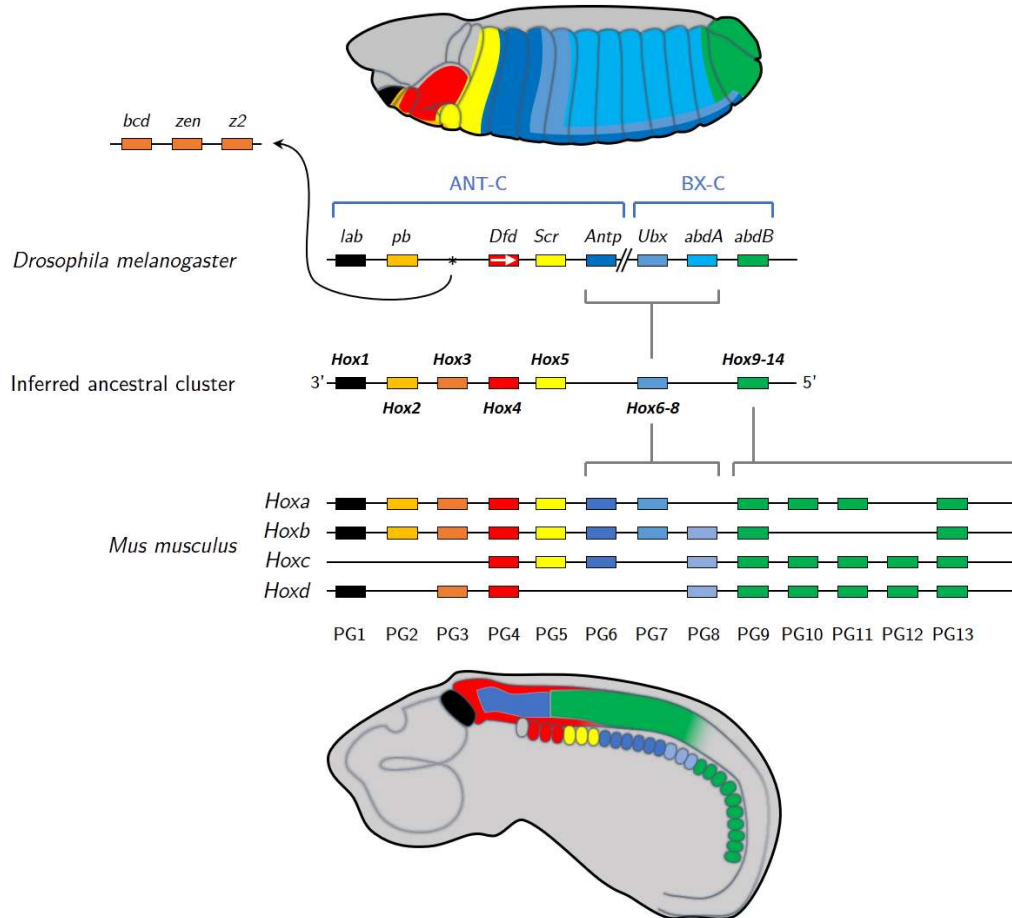 bcd zen z2
ANT-C BX-C
lab pb Dfd Scr Antp Ubx abdA abdB
Drosophila melanogaster * //
Hox1 Hox3 Hox5 Hox9-14
Inferred ancestral cluster 3' 5'
Hox2 Hox4 Hox6-8
Hoxa
Hoxb
Mus musculus
Hoxc
Hoxd
PG1 PG2 PG3 PG4 PG5 PG6 PG7 PG8 PG9 PG10 PG11 PG12 PG13